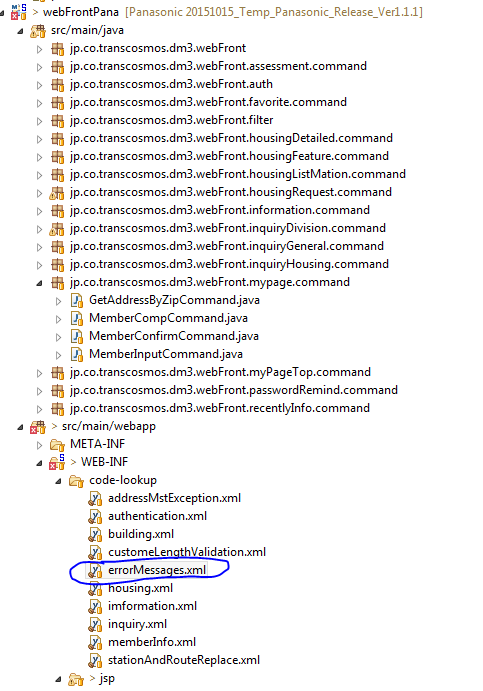 > webFrontPana [Panasonic 20151015_Temp_Panasonic_Release_Ver1.1.1]
src/main/java
jp.co.transcosmos.dm3.webFront
jp.co.transcosmos.dm3.webFront.assessment.command
jp.co.transcosmos.dm3.webFront.auth
jp.co.transcosmos.dm3.webFront.favorite.command
jp.co.transcosmos.dm3.webFront.filter
jp.co.transcosmos.dm3.webFront.housingDetailed.command
jp.co.transcosmos.dm3.webFront.housingFeature.command
jp.co.transcosmos.dm3.webFront.housingListMation.command
jp.co.transcosmos.dm3.webFront.housingRequest.command
jp.co.transcosmos.dm3.webFront.information.command
jp.co.transcosmos.dm3.webFront.inquiryDivision.command
jp.co.transcosmos.dm3.webFront.inquiryGeneral.command
jp.co.transcosmos.dm3.webFront.inquiryHousing.command
jp.co.transcosmos.dm3.webFront.mypage.command
GetAddressByZipCommand.java
MemberCompCommand.java
MemberConfirmCommand.java
MemberInputCommand.java
jp.co.transcosmos.dm3.webFront.myPageTop.command
jp.co.transcosmos.dm3.webFront.passwordRemind.command
jp.co.transcosmos.dm3.webFront.recentlyInfo.command
> src/main/webapp
META-INF
> WEB-INF
code-lookup
addressMstException.xml
authentication.xml
building.xml
customeLengthValidation.xml
errorMessages.xml
housing.xml
imformation.xml
inquiry.xml
memberInfo.xml
stationAndRouteReplace.xml
> jsp